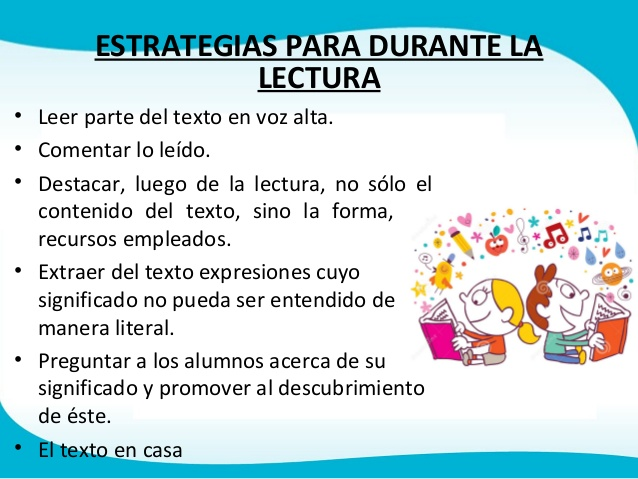 ESTRATEGIAS PARA DURANTE LA
LECTURA
• Leer parte del texto en voz alta.
• Comentar lo leído.
• Destacar, luego de la lectura, no sólo el
contenido del texto, sino la forma,
recursos empleados.
• Extraer del texto expresiones cuyo
significado no pueda ser entendido de
manera literal.
• Preguntar a los alumnos acerca de su
significado y promover al descubrimiento
de éste.
• El texto en casa